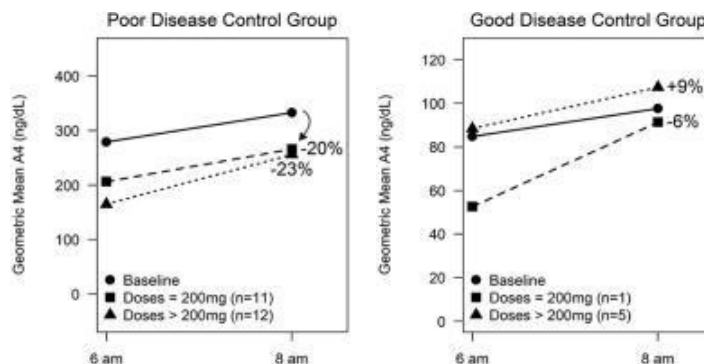 Poor Disease Control Group
Geometric Mean A4 (ng/dL)
400
300
200
100
0
-20%
-23%
Baseline
Doses = 200mg (n=11)
Doses > 200mg (n=12)
6 am
8 am
Good Disease Control Group
Geometric Mean A4 (ng/dL)
120
100
80
60
40
20
0
+9%
-6%
Baseline
Doses = 200mg (n=1)
Doses > 200mg (n=5)
6 am
8 am